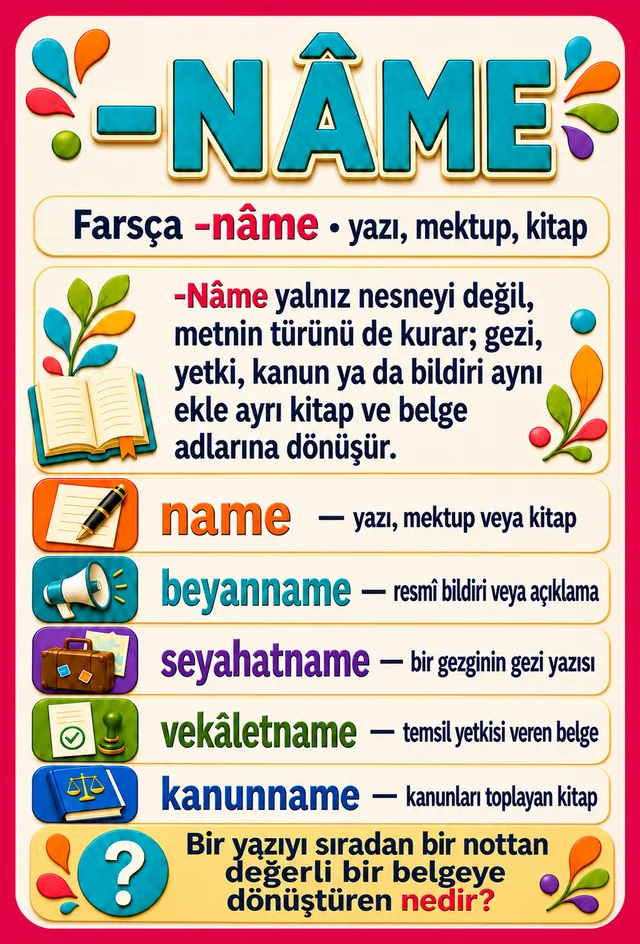 -NÂME
Farsça -nâme • yazı, mektup, kitap
-Nâme yalnız nesneyi değil,
metnin türünü de kurar; gezi,
yetki, kanun ya da bildiri aynı
ekle ayrı kitap ve belge
adlarına dönüşür.
name — yazı, mektup veya kitap
beyanname — resmî bildiri veya açıklama
seyahatname — bir gezginin gezi yazısı
vekâletname — temsil yetkisi veren belge
kanunname — kanunları toplayan kitap
?
Bir yazıyı sıradan bir nottan
değerli bir belgeye
dönüştüren nedir?